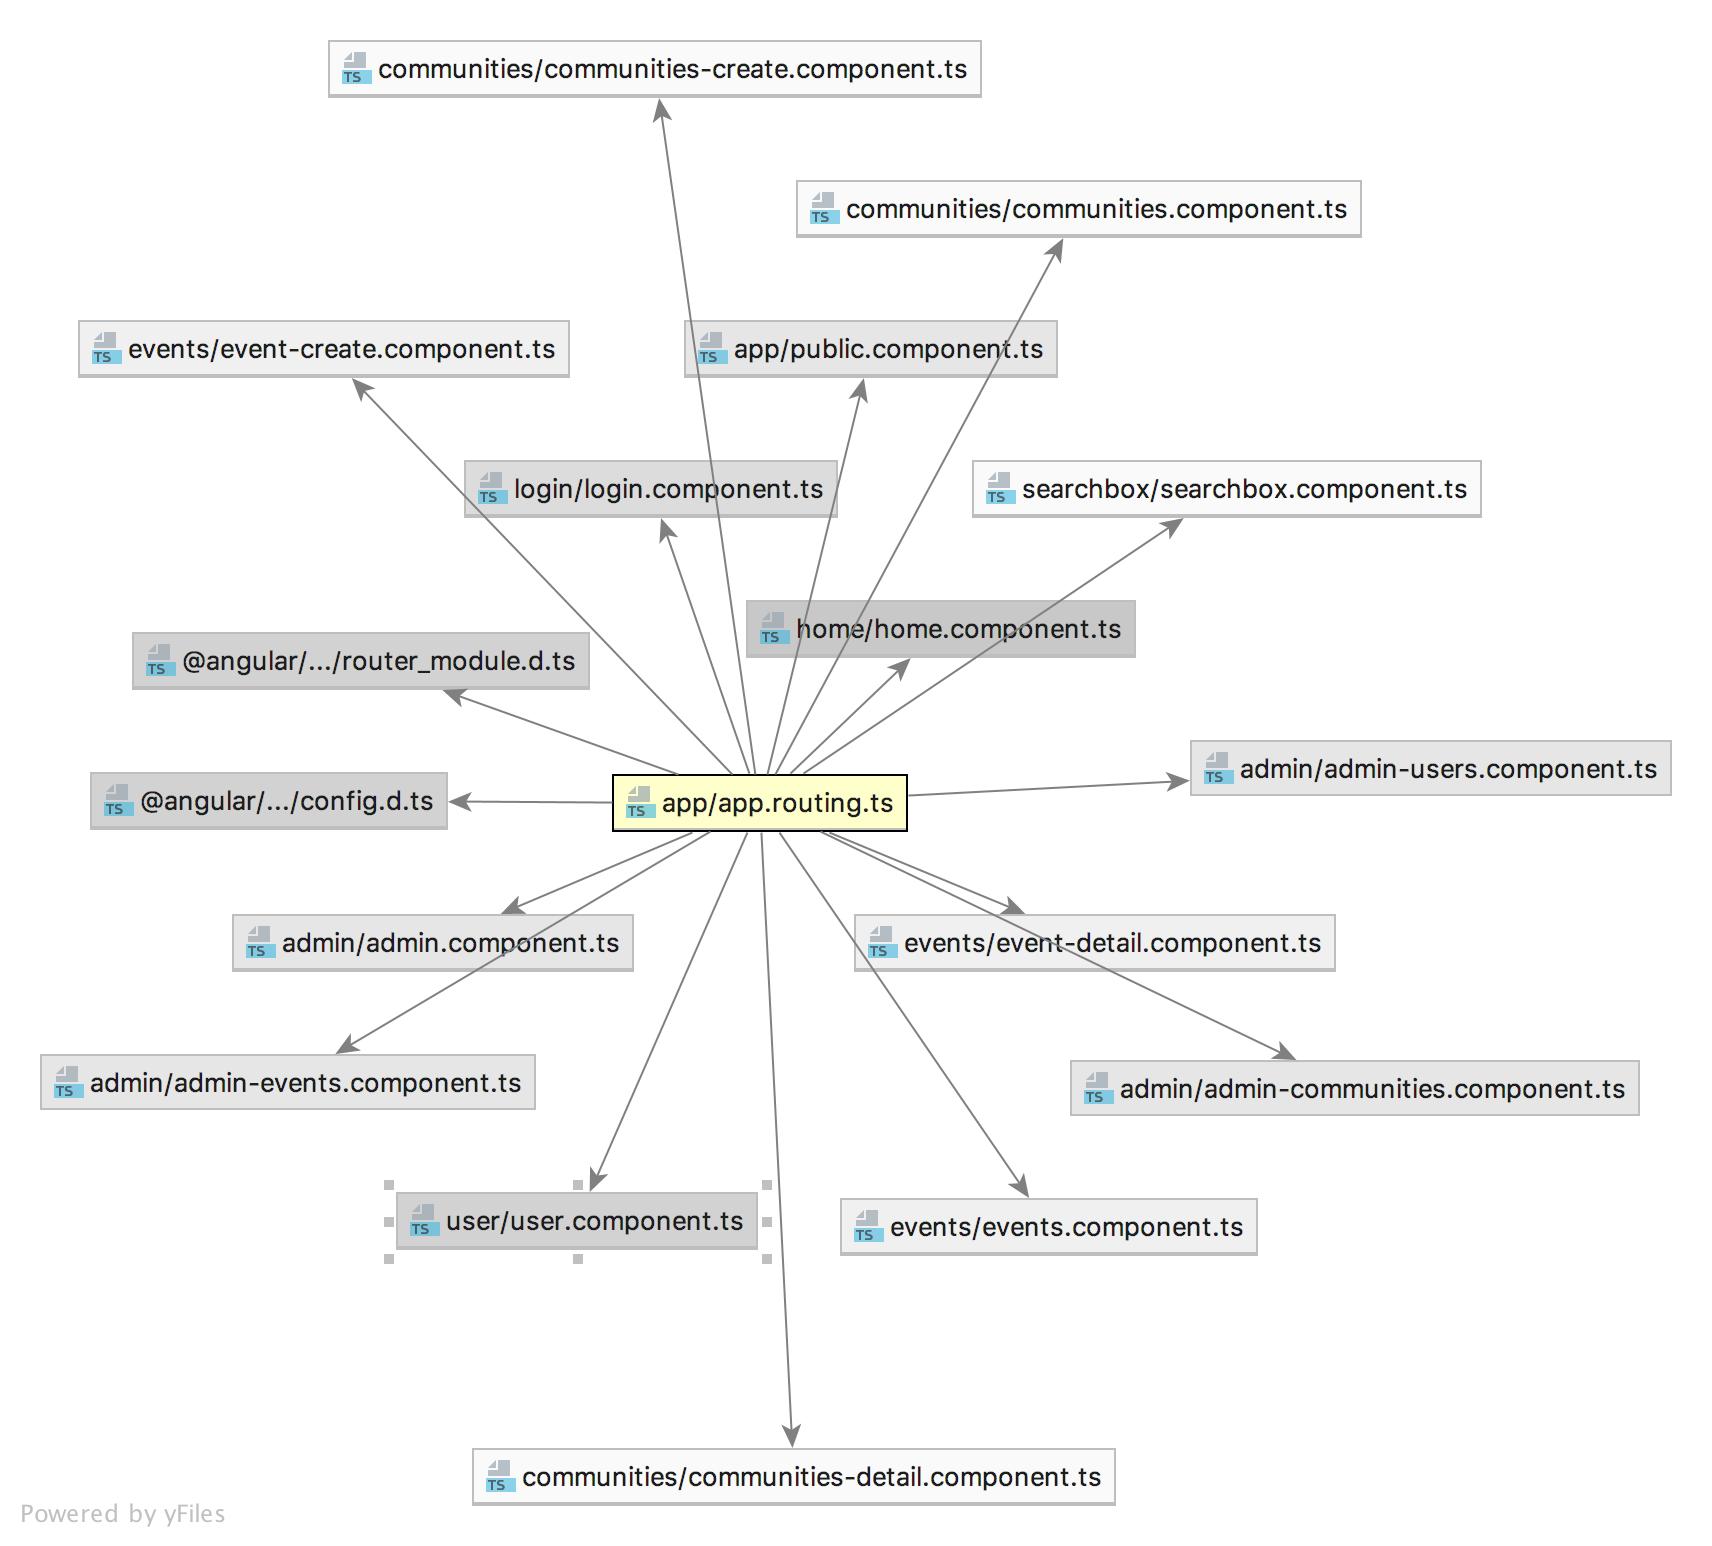 TS communities/communities-create.component.ts
TS communities/communities.component.ts
TS events/event-create.component.ts
TS app/public.component.ts
TS login/login.component.ts
TS searchbox/searchbox.component.ts
TS home/home.component.ts
TS @angular/.../router_module.d.ts
TS admin/admin-users.component.ts
TS @angular/.../config.d.ts
TS app/app.routing.ts
TS admin/admin.component.ts
TS events/event-detail.component.ts
TS admin/admin-events.component.ts
TS admin/admin-communities.component.ts
TS user/user.component.ts
TS events/events.component.ts
TS communities/communities-detail.component.ts
Powered by yFiles